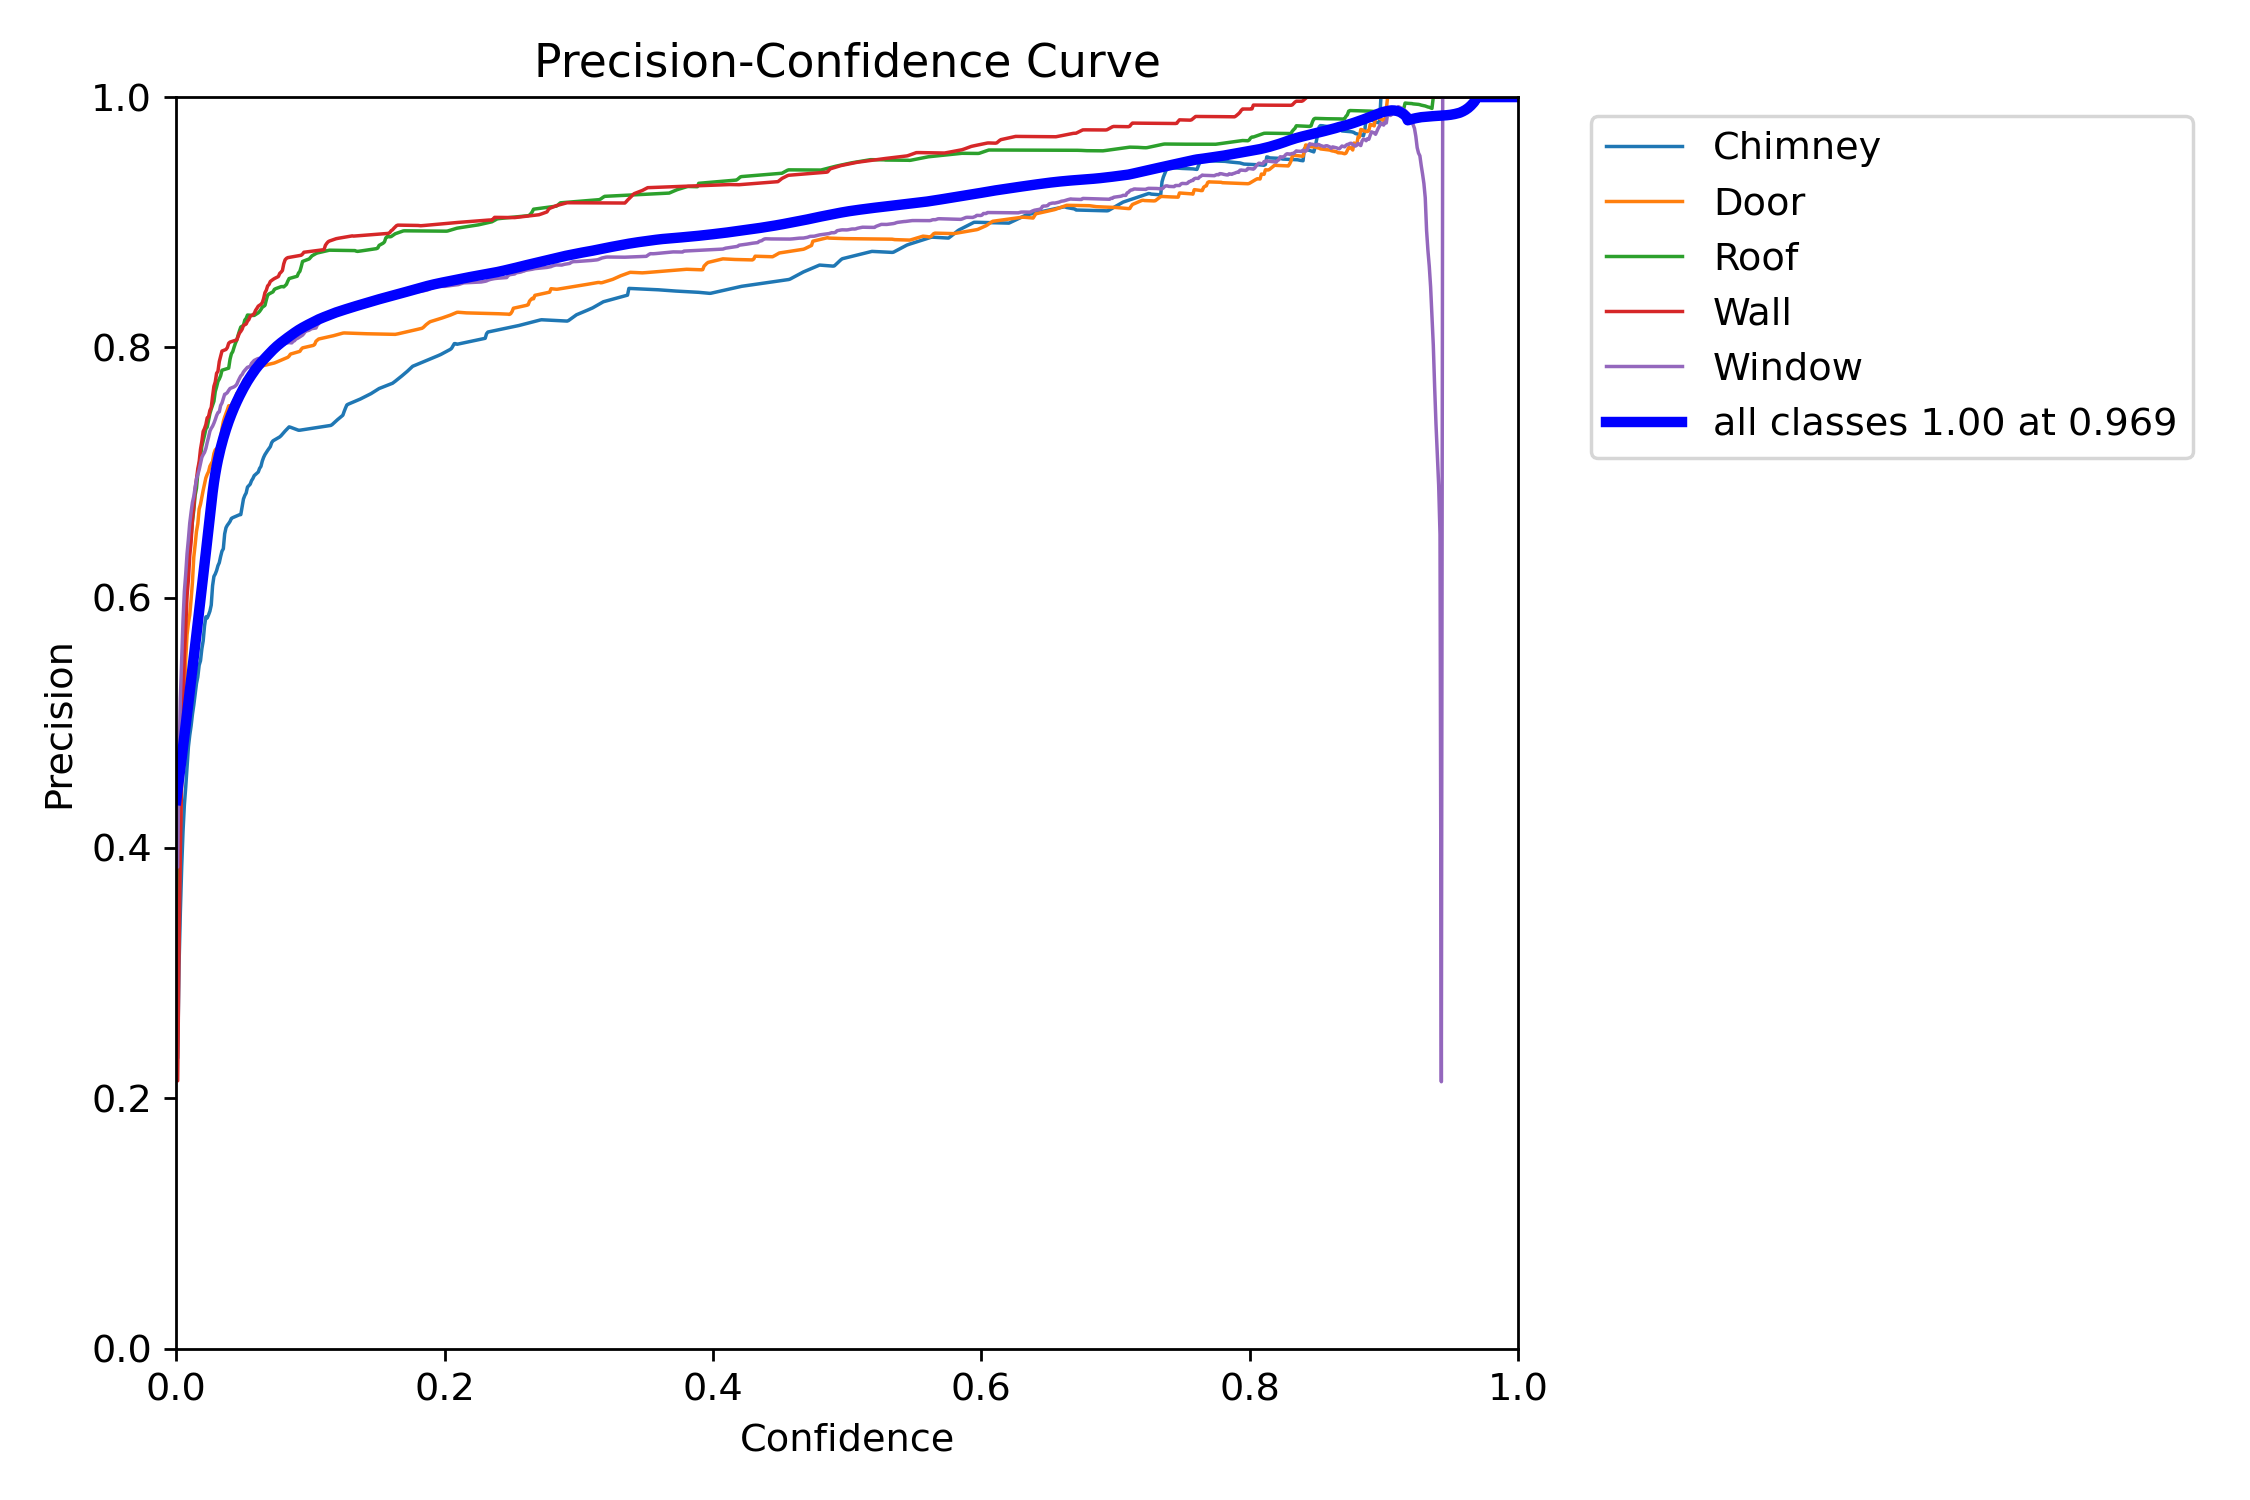 Precision-Confidence Curve
1.0
0.8
0.6
0.4
0.2
0.0
Precision
0.0 0.2 0.4 0.6 0.8 1.0
Confidence
Chimney
Door
Roof
Wall
Window
all classes 1.00 at 0.969